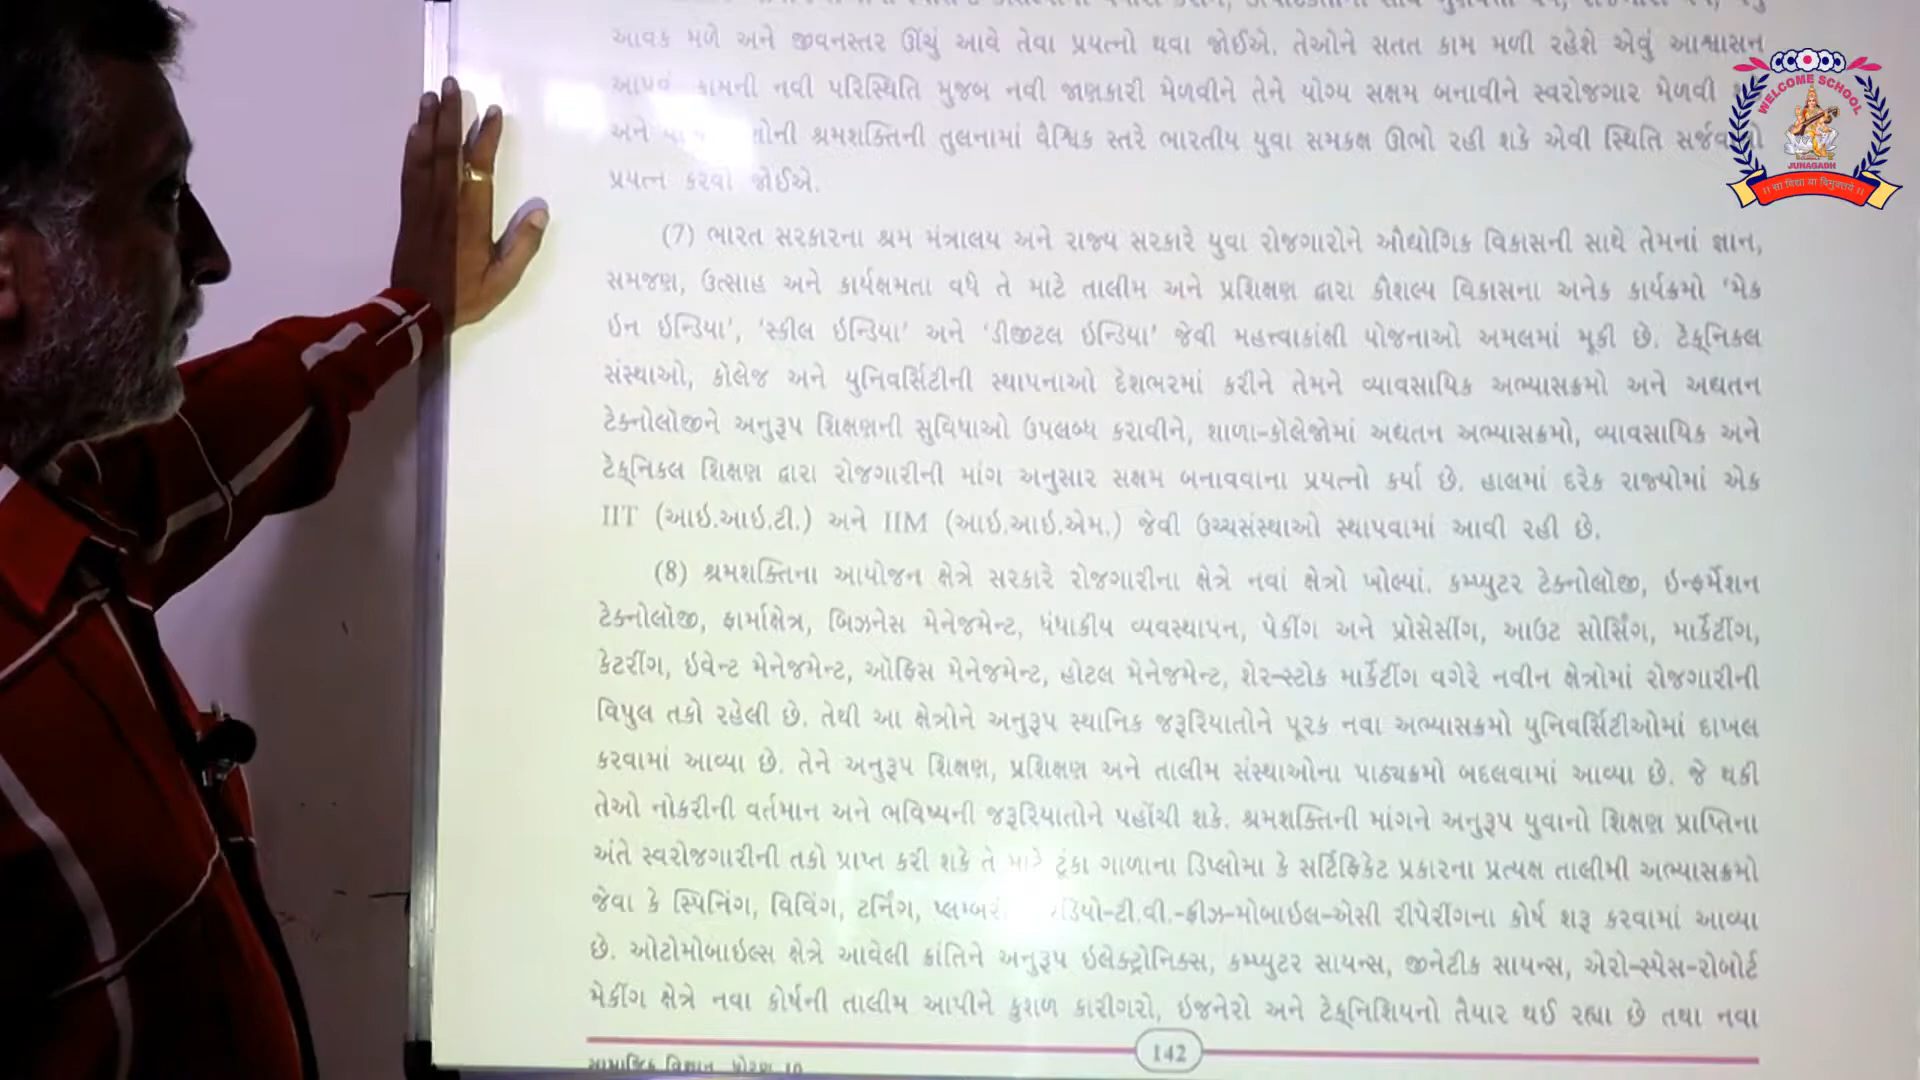 આવક મળે અને જીવનસ્તર ઊંચું આવે તેવા પ્રયત્નો થવા જોઈએ. તેઓને સતત કામ મળી રહેશે એવું આશ્વાસન
કામની નવી પરિસ્થિતિ મુજબ નવી જાણકારી મેળવીને તેને યોગ્ય સક્ષમ બનાવીને સ્વરોજગાર મેળવી
અને શ્રમશક્તિની તુલનામાં વૈશ્વિક સ્તરે ભારતીય યુવા સમકક્ષ ઊભો રહી શકે એવી સ્થિતિ
પ્રયત્ન કરવો જોઈએ.
(7) ભારત સરકારના શ્રમ મંત્રાલય અને રાજ્ય સરકારે યુવા રોજગારોને ઔદ્યોગિક વિકાસની સાથે તેમનાં જ્ઞાન,
સમજણ, ઉત્સાહ અને કાર્યક્ષમતા વધે તે માટે તાલીમ અને પ્રશિક્ષણ દ્વારા કૌશલ્ય વિકાસના અનેક કાર્યક્રમો ‘મેક
ઇન ઇન્ડિયા’, ‘સ્કીલ ઇન્ડિયા’ અને ‘ડીજીટલ ઇન્ડિયા’ જેવી મહત્ત્વાકાંક્ષી યોજનાઓ અમલમાં મૂકી છે. ટેક્નિકલ
સંસ્થાઓ, કોલેજ અને યુનિવર્સિટીની સ્થાપનાઓ દેશભરમાં કરીને તેમને વ્યાવસાયિક અભ્યાસક્રમો અને અદ્યતન
ટેક્નોલૉજીને અનુરૂપ શિક્ષણની સુવિધાઓ ઉપલબ્ધ કરાવીને, શાળા-કૉલેજોમાં અદ્યતન અભ્યાસક્રમો, વ્યાવસાયિક અને
ટેક્નિકલ શિક્ષણ દ્વારા રોજગારીની માંગ અનુસાર સક્ષમ બનાવવાના પ્રયત્નો કર્યા છે. હાલમાં દરેક રાજ્યોમાં એક
IIT (આઇ.આઇ.ટી.) અને IIM (આઇ.આઇ.એમ.) જેવી ઉચ્ચસંસ્થાઓ સ્થાપવામાં આવી રહી છે.
(8) શ્રમશક્તિના આયોજન ક્ષેત્રે સરકારે રોજગારીના ક્ષેત્રે નવાં ક્ષેત્રો ખોલ્યાં. કમ્પ્યુટર ટેક્નોલૉજી, ઇન્ફર્મેશન
ટેક્નોલૉજી, ફાર્માક્ષેત્ર, બિઝનેસ મેનેજમેન્ટ, ધંધાકીય વ્યવસ્થાપન, પેકીંગ અને પ્રોસેસીંગ, આઉટ સોર્સિંગ, માર્કેટીંગ,
કેટરીંગ, ઇવેન્ટ મેનેજમેન્ટ, ઑફિસ મેનેજમેન્ટ, હોટલ મેનેજમેન્ટ, શેર-સ્ટોક માર્કેટીંગ વગેરે નવીન ક્ષેત્રોમાં રોજગારીની
વિપુલ તકો રહેલી છે. તેથી આ ક્ષેત્રોને અનુરૂપ સ્થાનિક જરૂરિયાતોને પૂરક નવા અભ્યાસક્રમો યુનિવર્સિટીઓમાં દાખલ
કરવામાં આવ્યા છે. તેને અનુરૂપ શિક્ષણ, પ્રશિક્ષણ અને તાલીમ સંસ્થાઓના પાઠ્યક્રમો બદલવામાં આવ્યા છે. જે થકી
તેઓ નોકરીની વર્તમાન અને ભવિષ્યની જરૂરિયાતોને પહોંચી શકે. શ્રમશક્તિની માંગને અનુરૂપ યુવાનો શિક્ષણ પ્રાપ્તિના
અંતે સ્વરોજગારીની તકો પ્રાપ્ત કરી શકે તે માટે ટૂંકા ગાળાના ડિપ્લોમા કે સર્ટિફિકેટ પ્રકારના પ્રત્યક્ષ તાલીમી અભ્યાસક્રમો
જેવા કે સ્પિનિંગ, વિવિંગ, ટર્નિંગ, -ટી.વી.-ફ્રીઝ-મોબાઇલ-એસી રીપેરીંગના કોર્ષ શરૂ કરવામાં આવ્યા
છે. ઓટોમોબાઇલ્સ ક્ષેત્રે આવેલી ક્રાંતિને અનુરૂપ ઇલેક્ટ્રોનિક્સ, કમ્પ્યુટર સાયન્સ, જીનેટીક સાયન્સ, એરો-સ્પેસ-રોબોર્ટ
મેકીંગ ક્ષેત્રે નવા કોર્ષની તાલીમ આપીને કુશળ કારીગરો, ઇજનેરો અને ટેક્નિશિયનો તૈયાર થઈ રહ્યા છે તથા નવા
142
સામાજિક વિજ્ઞાન ધોરણ 10
WELCOME SCHOOL
JUNAGADH
।। सा विद्या या विमुक्तये ।।